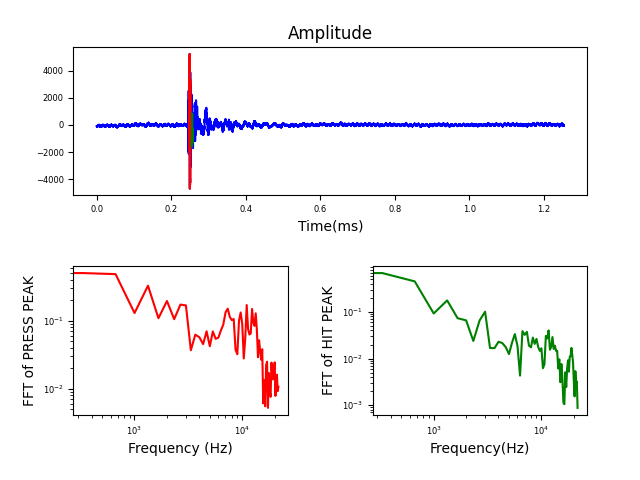 Amplitude
4000
2000
0
−2000
−4000
0.0 0.2 0.4 0.6 0.8 1.0 1.2
Time(ms)
FFT of PRESS PEAK
10⁻¹
10⁻²
10³ 10⁴
Frequency (Hz)
FFT of HIT PEAK
10⁻¹
10⁻²
10⁻³
10³ 10⁴
Frequency(Hz)